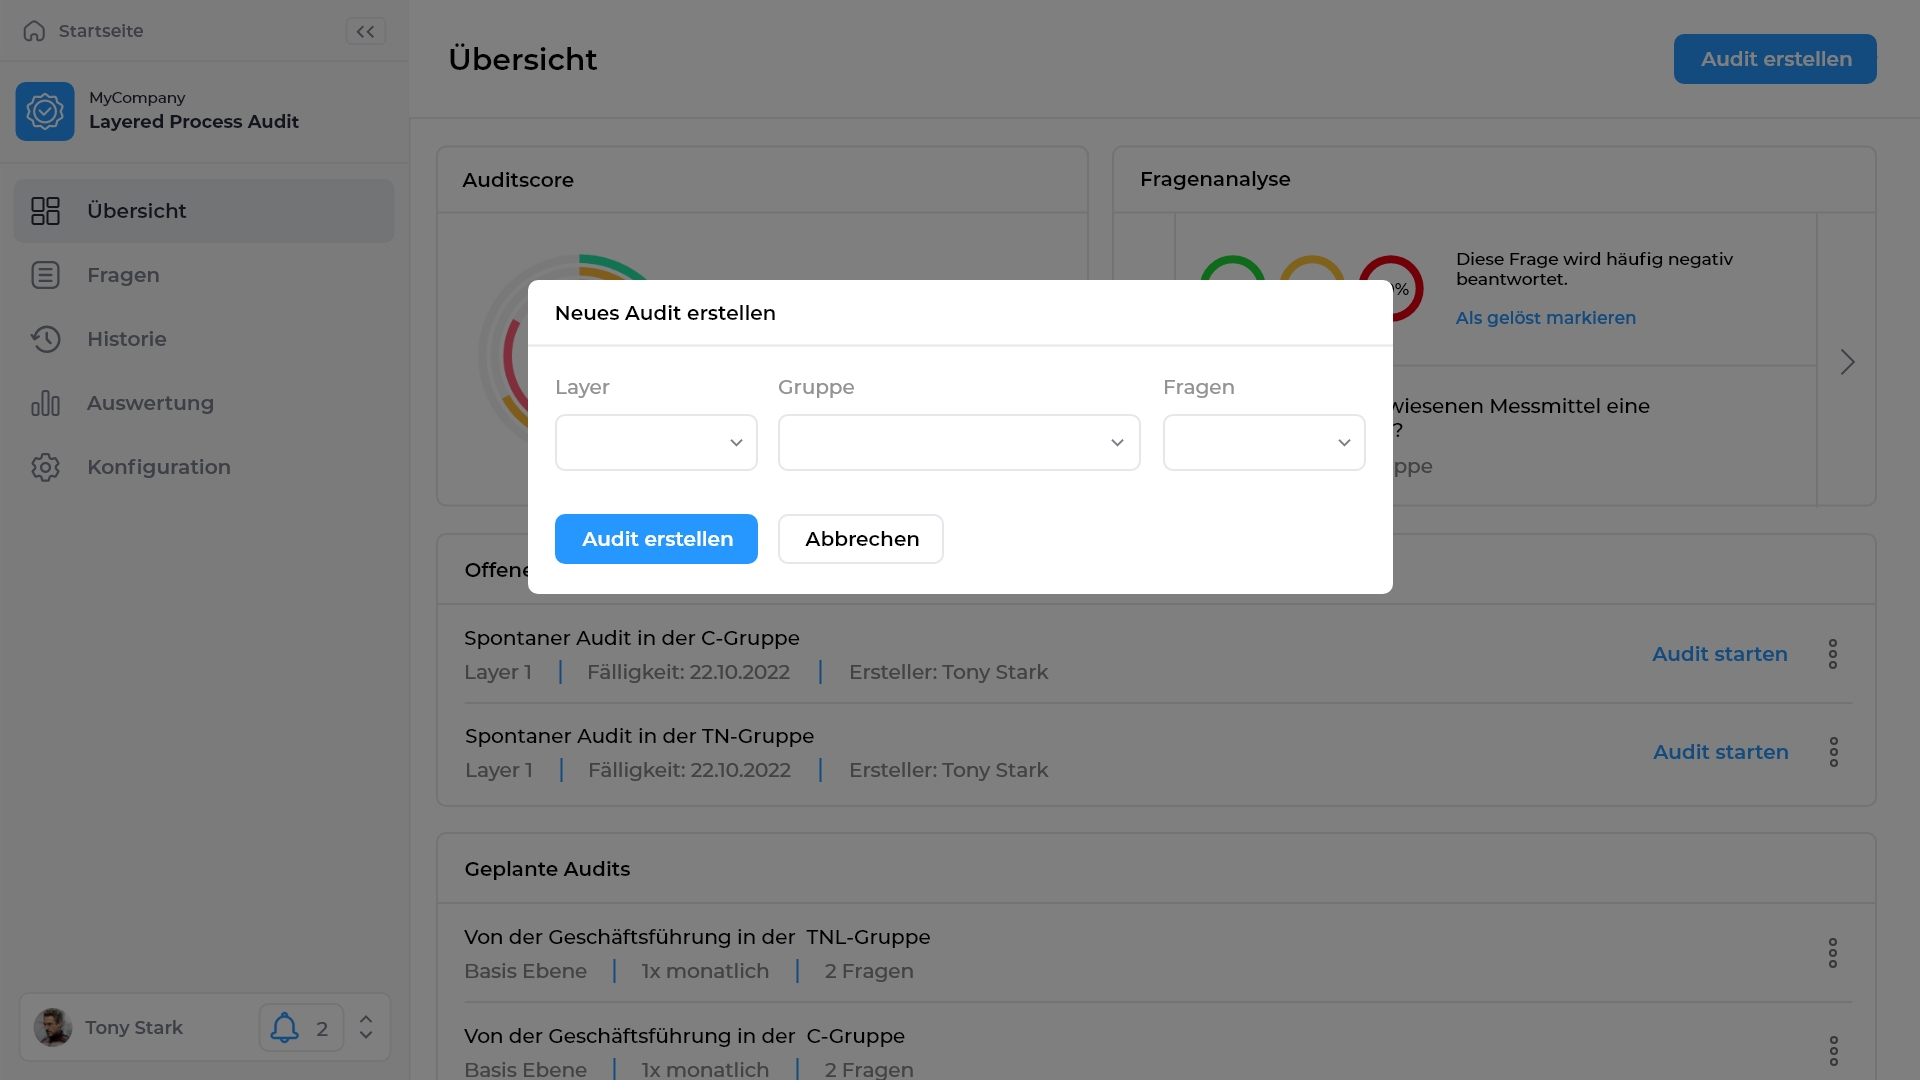 Startseite
MyCompany
Layered Process Audit
Übersicht
Fragen
Historie
Auswertung
Konfiguration
Tony Stark
2
Übersicht
Audit erstellen
Auditscore
Fragenanalyse
%
Diese Frage wird häufig negativ
beantwortet.
Als gelöst markieren
wiesenen Messmittel eine
?
ppe
Neues Audit erstellen
Layer
Gruppe
Fragen
Audit erstellen
Abbrechen
Offene
Spontaner Audit in der C-Gruppe
Layer 1 Fälligkeit: 22.10.2022 Ersteller: Tony Stark
Audit starten
Spontaner Audit in der TN-Gruppe
Layer 1 Fälligkeit: 22.10.2022 Ersteller: Tony Stark
Audit starten
Geplante Audits
Von der Geschäftsführung in der TNL-Gruppe
Basis Ebene 1x monatlich 2 Fragen
Von der Geschäftsführung in der C-Gruppe
Basis Ebene 1x monatlich 2 Fragen